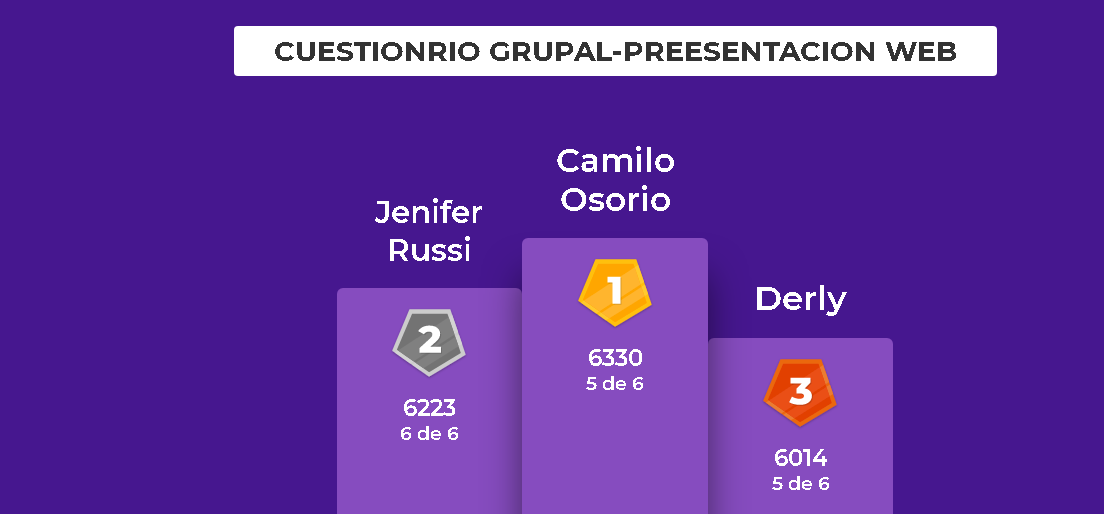 CUESTIONRIO GRUPAL-PREESENTACION WEB
Jenifer
Russi
2
6223
6 de 6
Camilo
Osorio
1
6330
5 de 6
Derly
3
6014
5 de 6